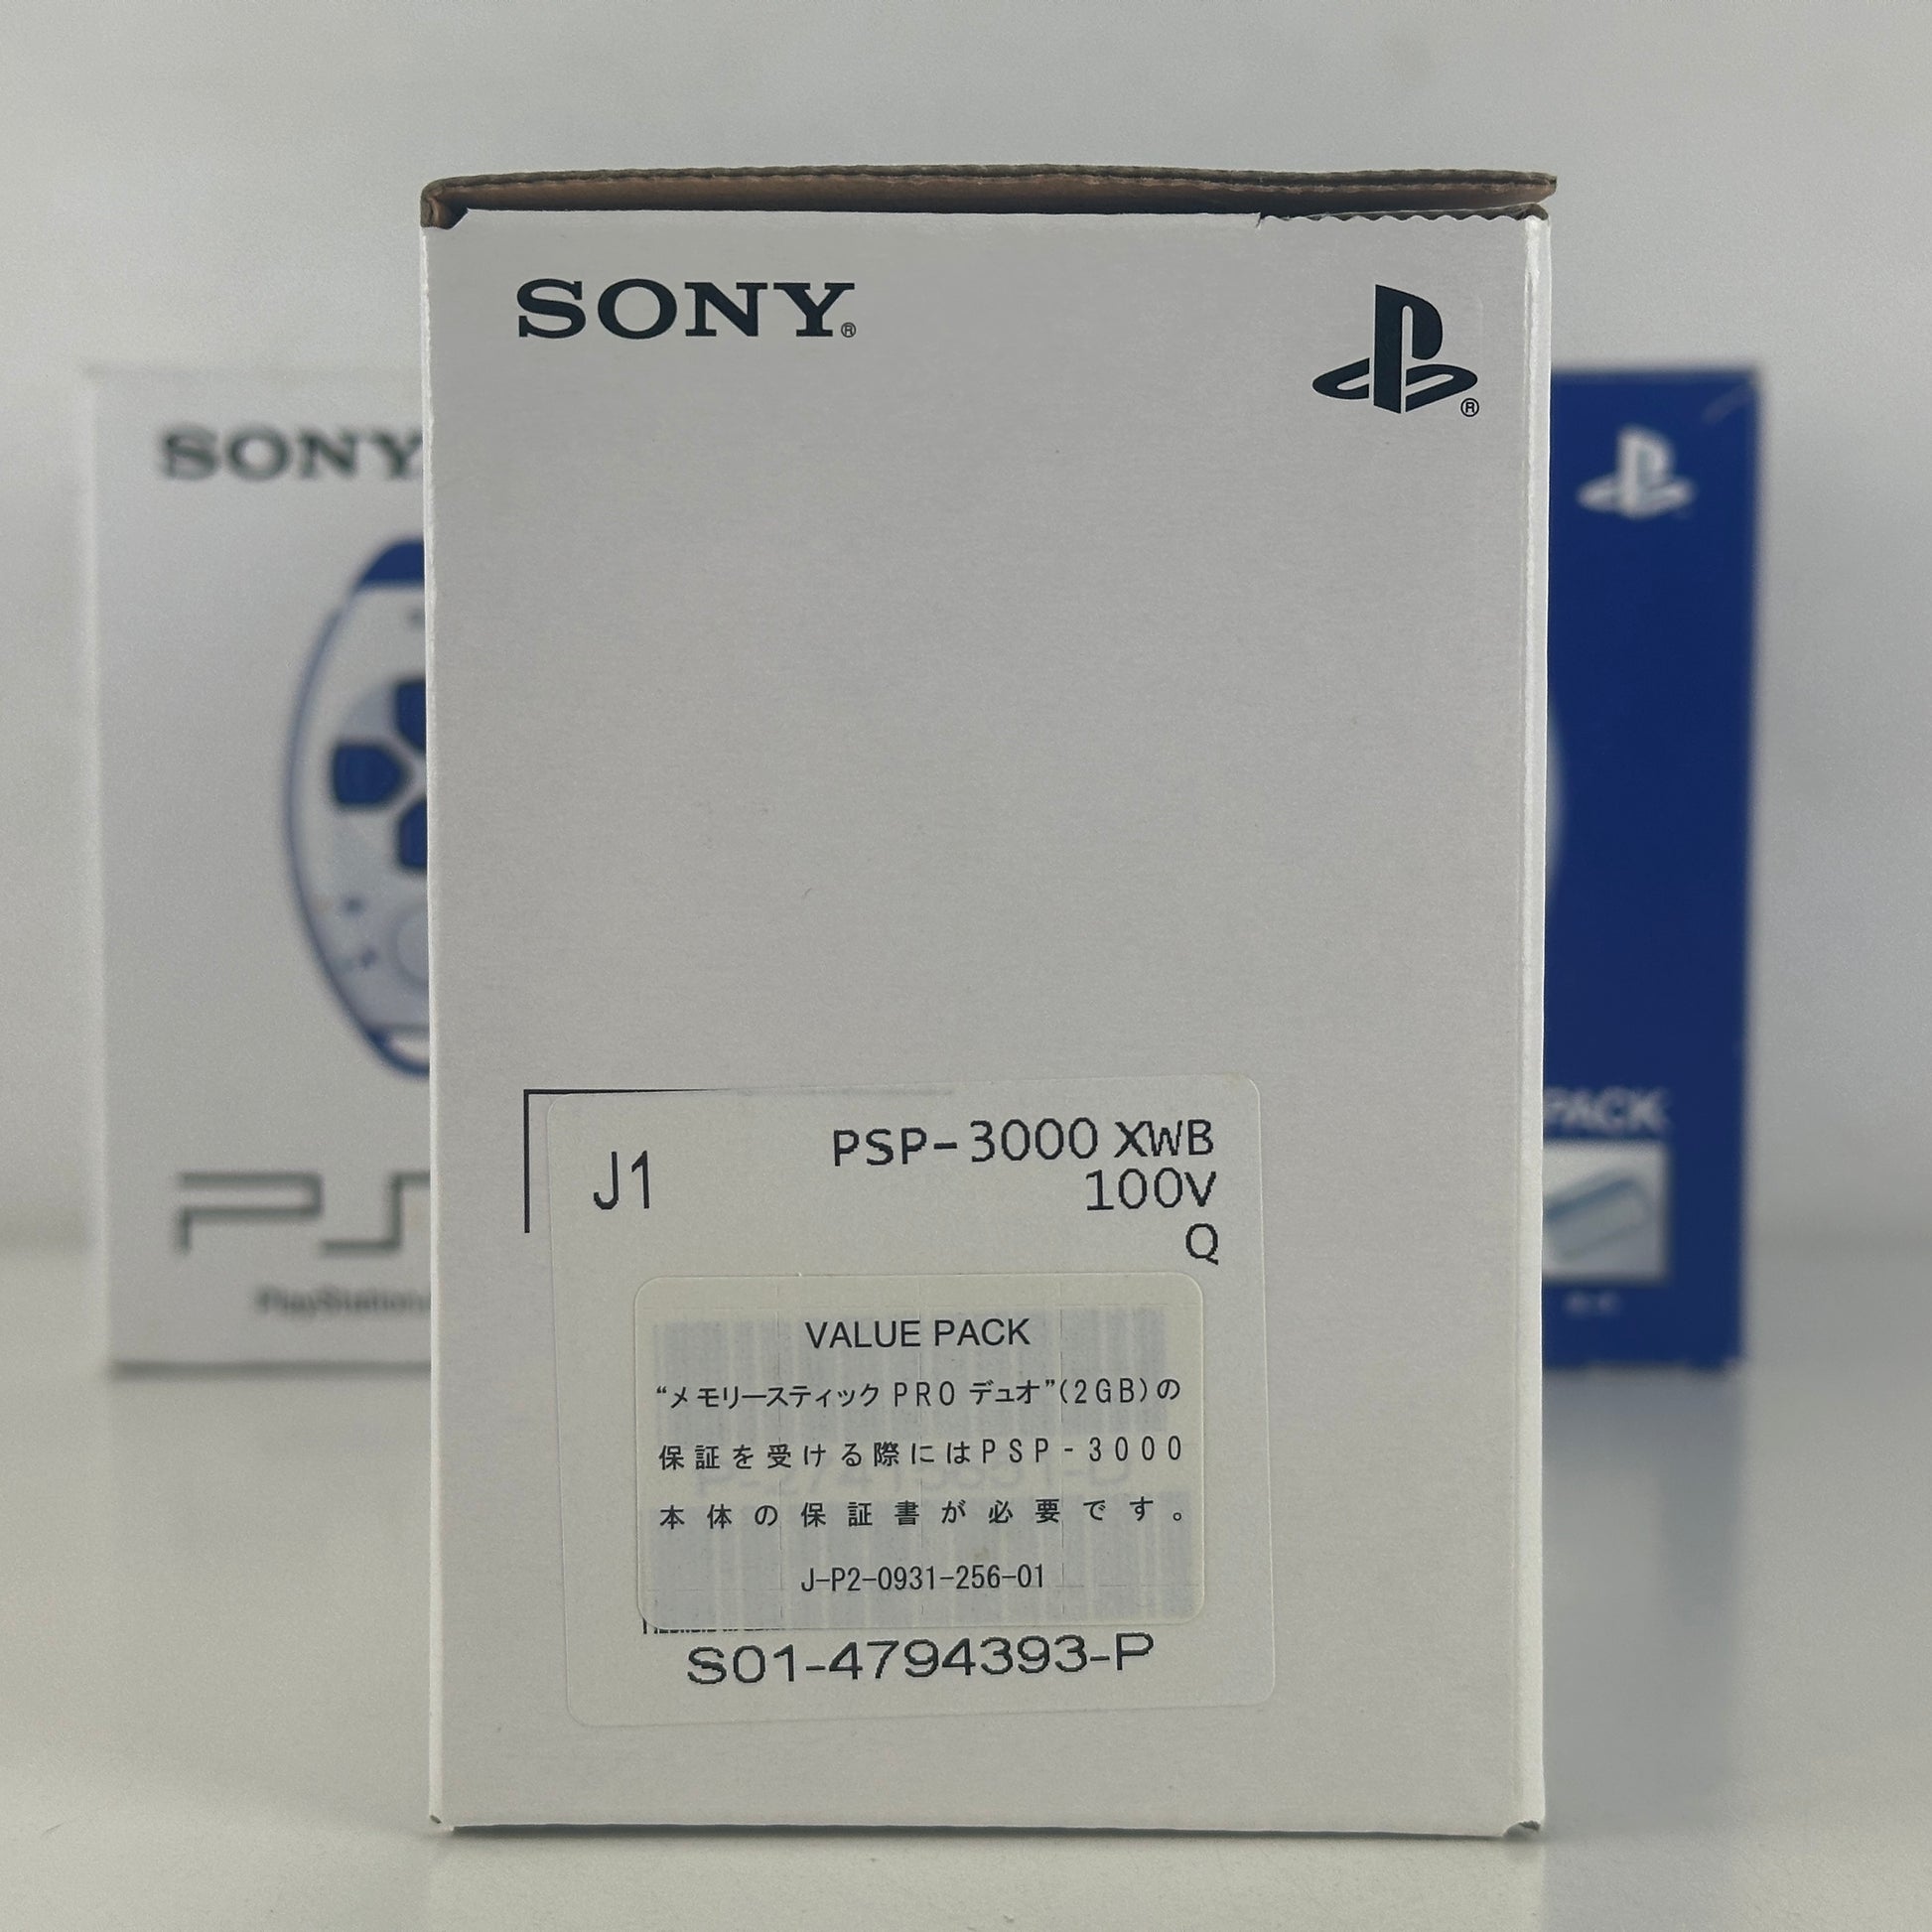 SONY®
®
SONY
PS
PlayStation
PACK
J1
PSP-3000 XWB
100V
Q
VALUE PACK
“メモリースティック PRO デュオ”(2GB)の
保証を受ける際にはPSP-3000
本体の保証書が必要です。
J-P2-0931-256-01
S01-4794393-P